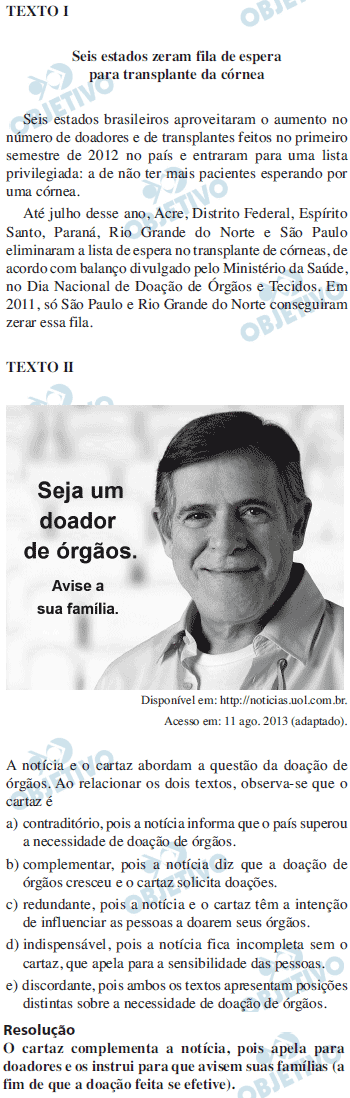 TEXTO I
Seis estados zeram fila de espera
para transplante da córnea
Seis estados brasileiros aproveitaram o aumento no
número de doadores e de transplantes feitos no primeiro
semestre de 2012 no país e entraram para uma lista
privilegiada: a de não ter mais pacientes esperando por
uma córnea.
Até julho desse ano, Acre, Distrito Federal, Espírito
Santo, Paraná, Rio Grande do Norte e São Paulo
eliminaram a lista de espera no transplante de córneas, de
acordo com balanço divulgado pelo Ministério da Saúde,
no Dia Nacional de Doação de Órgãos e Tecidos. Em
2011, só São Paulo e Rio Grande do Norte conseguiram
zerar essa fila.
TEXTO II
Seja um
doador
de órgãos.
Avise a
sua família.
Disponível em: http://noticias.uol.com.br.
Acesso em: 11 ago. 2013 (adaptado).
A notícia e o cartaz abordam a questão da doação de
órgãos. Ao relacionar os dois textos, observa-se que o
cartaz é
a) contraditório, pois a notícia informa que o país superou
a necessidade de doação de órgãos.
b) complementar, pois a notícia diz que a doação de
órgãos cresceu e o cartaz solicita doações.
c) redundante, pois a notícia e o cartaz têm a intenção
de influenciar as pessoas a doarem seus órgãos.
d) indispensável, pois a notícia fica incompleta sem o
cartaz, que apela para a sensibilidade das pessoas.
e) discordante, pois ambos os textos apresentam posições
distintas sobre a necessidade de doação de órgãos.
Resolução
O cartaz complementa a notícia, pois apela para
doadores e os instrui para que avisem suas famílias (a
fim de que a doação feita se efetive).
OBJETIVO
OBJETIVO
OBJETIVO
OBJETIVO
OBJETIVO
OBJETIVO
OBJETIVO
OBJETIVO